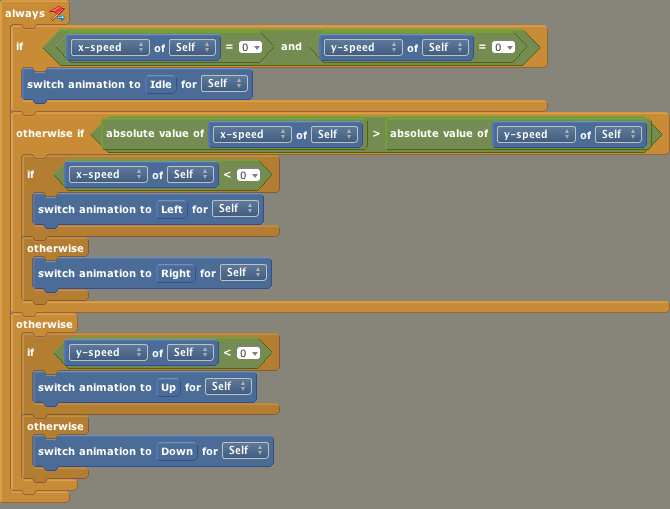 always
if x-speed of Self = 0 and y-speed of Self = 0
switch animation to Idle for Self
otherwise if absolute value of x-speed of Self > absolute value of y-speed of Self
if x-speed of Self < 0
switch animation to Left for Self
otherwise
switch animation to Right for Self
otherwise
if y-speed of Self < 0
switch animation to Up for Self
otherwise
switch animation to Down for Self